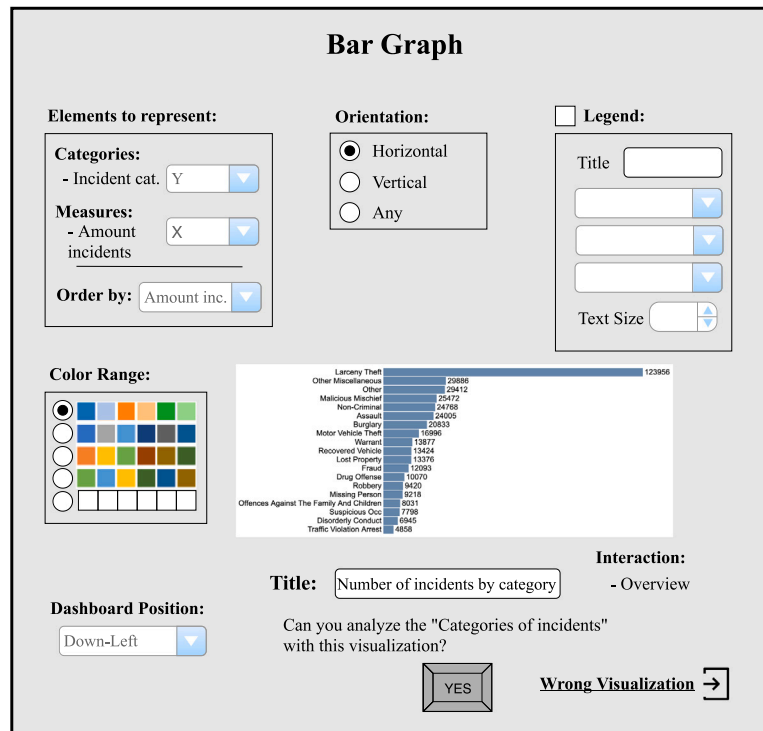 Bar Graph
Elements to represent:
Categories:
- Incident cat. Y
Measures:
- Amount X
incidents
Order by: Amount inc.
Orientation:
Horizontal
Vertical
Any
Legend:
Title
Text Size
Color Range:
Larceny Theft 123956
Other Miscellaneous 29886
Other 29412
Malicious Mischief 25472
Non-Criminal 24768
Assault 24005
Burglary 20833
Motor Vehicle Theft 16996
Warrant 13877
Recovered Vehicle 13424
Lost Property 13376
Fraud 12093
Drug Offense 10070
Robbery 9420
Missing Person 9218
Offences Against The Family And Children 8031
Suspicious Occ 7798
Disorderly Conduct 6945
Traffic Violation Arrest 4858
Interaction:
- Overview
Title: Number of incidents by category
Dashboard Position:
Down-Left
Can you analyze the "Categories of incidents"
with this visualization?
YES
Wrong Visualization